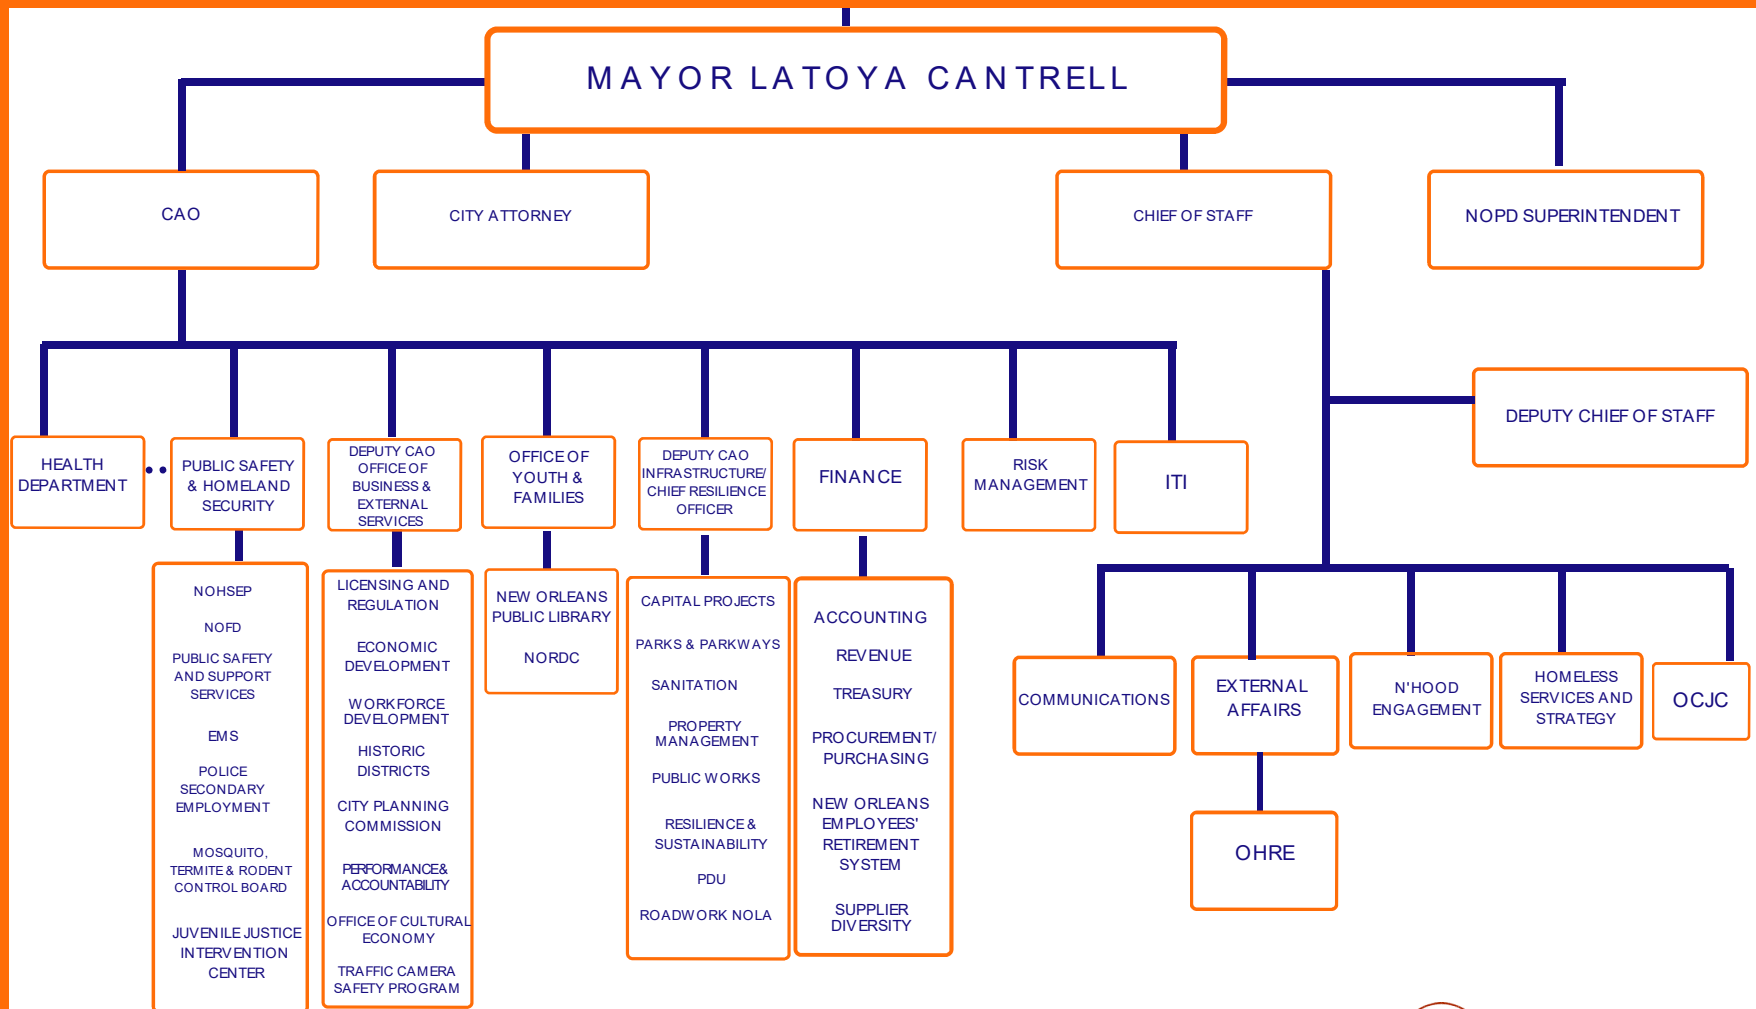 MAYOR LATOYA CANTRELL
CAO
CITY ATTORNEY
CHIEF OF STAFF
NOPD SUPERINTENDENT
DEPUTY CHIEF OF STAFF
HEALTH
DEPARTMENT
PUBLIC SAFETY
& HOMELAND
SECURITY
DEPUTY CAO
OFFICE OF
BUSINESS &
EXTERNAL
SERVICES
OFFICE OF
YOUTH &
FAMILIES
DEPUTY CAO
INFRASTRUCTURE/
CHIEF RESILIENCE
OFFICER
FINANCE
RISK
MANAGEMENT
ITI
NOHSEP
NOFD
PUBLIC SAFETY
AND SUPPORT
SERVICES
EMS
POLICE
SECONDARY
EMPLOYMENT
MOSQUITO,
TERMITE & RODENT
CONTROL BOARD
JUVENILE JUSTICE
INTERVENTION
CENTER
LICENSING AND
REGULATION
ECONOMIC
DEVELOPMENT
WORKFORCE
DEVELOPMENT
HISTORIC
DISTRICTS
CITY PLANNING
COMMISSION
PERFORMANCE&
ACCOUNTABILITY
OFFICE OF CULTURAL
ECONOMY
TRAFFIC CAMERA
SAFETY PROGRAM
NEW ORLEANS
PUBLIC LIBRARY
NORDC
CAPITAL PROJECTS
PARKS & PARKWAYS
SANITATION
PROPERTY
MANAGEMENT
PUBLIC WORKS
RESILIENCE &
SUSTAINABILITY
PDU
ROADWORK NOLA
ACCOUNTING
REVENUE
TREASURY
PROCUREMENT/
PURCHASING
NEW ORLEANS
EMPLOYEES'
RETIREMENT
SYSTEM
SUPPLIER
DIVERSITY
COMMUNICATIONS
EXTERNAL
AFFAIRS
N'HOOD
ENGAGEMENT
HOMELESS
SERVICES AND
STRATEGY
OCJC
OHRE